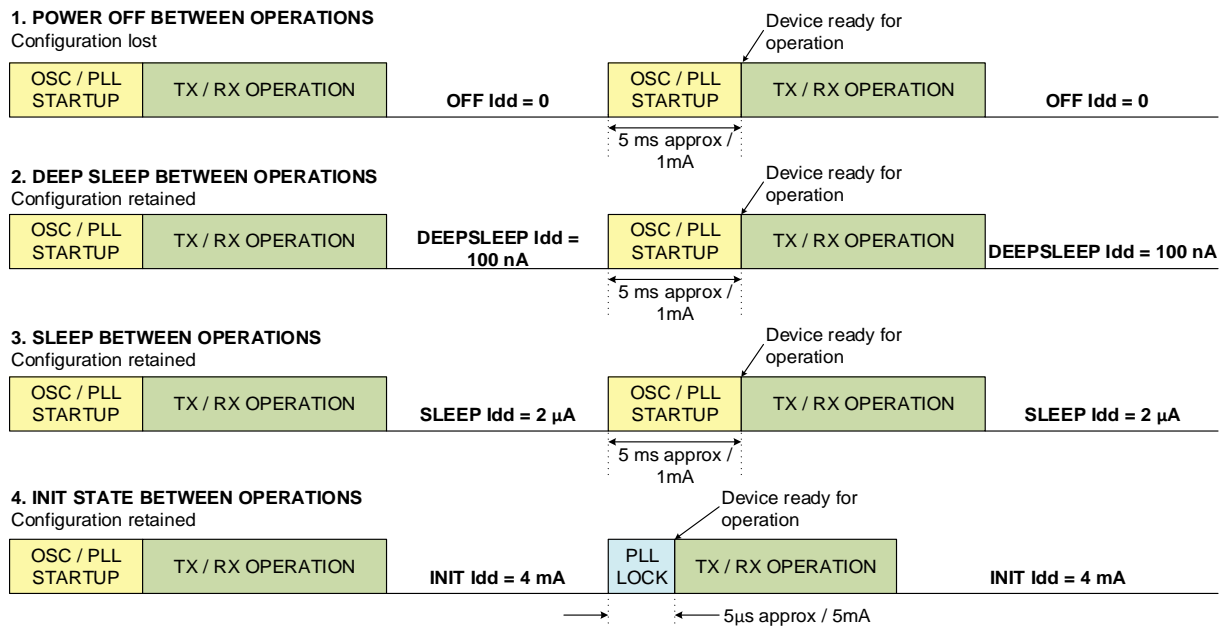 1. POWER OFF BETWEEN OPERATIONS
Configuration lost
Device ready for
operation
OSC / PLL
STARTUP
TX / RX OPERATION
OFF Idd = 0
OSC / PLL
STARTUP
TX / RX OPERATION
OFF Idd = 0
5 ms approx /
1mA
2. DEEP SLEEP BETWEEN OPERATIONS
Configuration retained
Device ready for
operation
OSC / PLL
STARTUP
TX / RX OPERATION
DEEPSLEEP Idd =
100 nA
OSC / PLL
STARTUP
TX / RX OPERATION
DEEPSLEEP Idd = 100 nA
5 ms approx /
1mA
3. SLEEP BETWEEN OPERATIONS
Configuration retained
Device ready for
operation
OSC / PLL
STARTUP
TX / RX OPERATION
SLEEP Idd = 2 µA
OSC / PLL
STARTUP
TX / RX OPERATION
SLEEP Idd = 2 µA
5 ms approx /
1mA
4. INIT STATE BETWEEN OPERATIONS
Configuration retained
Device ready for
operation
OSC / PLL
STARTUP
TX / RX OPERATION
INIT Idd = 4 mA
PLL
LOCK
TX / RX OPERATION
INIT Idd = 4 mA
5µs approx / 5mA